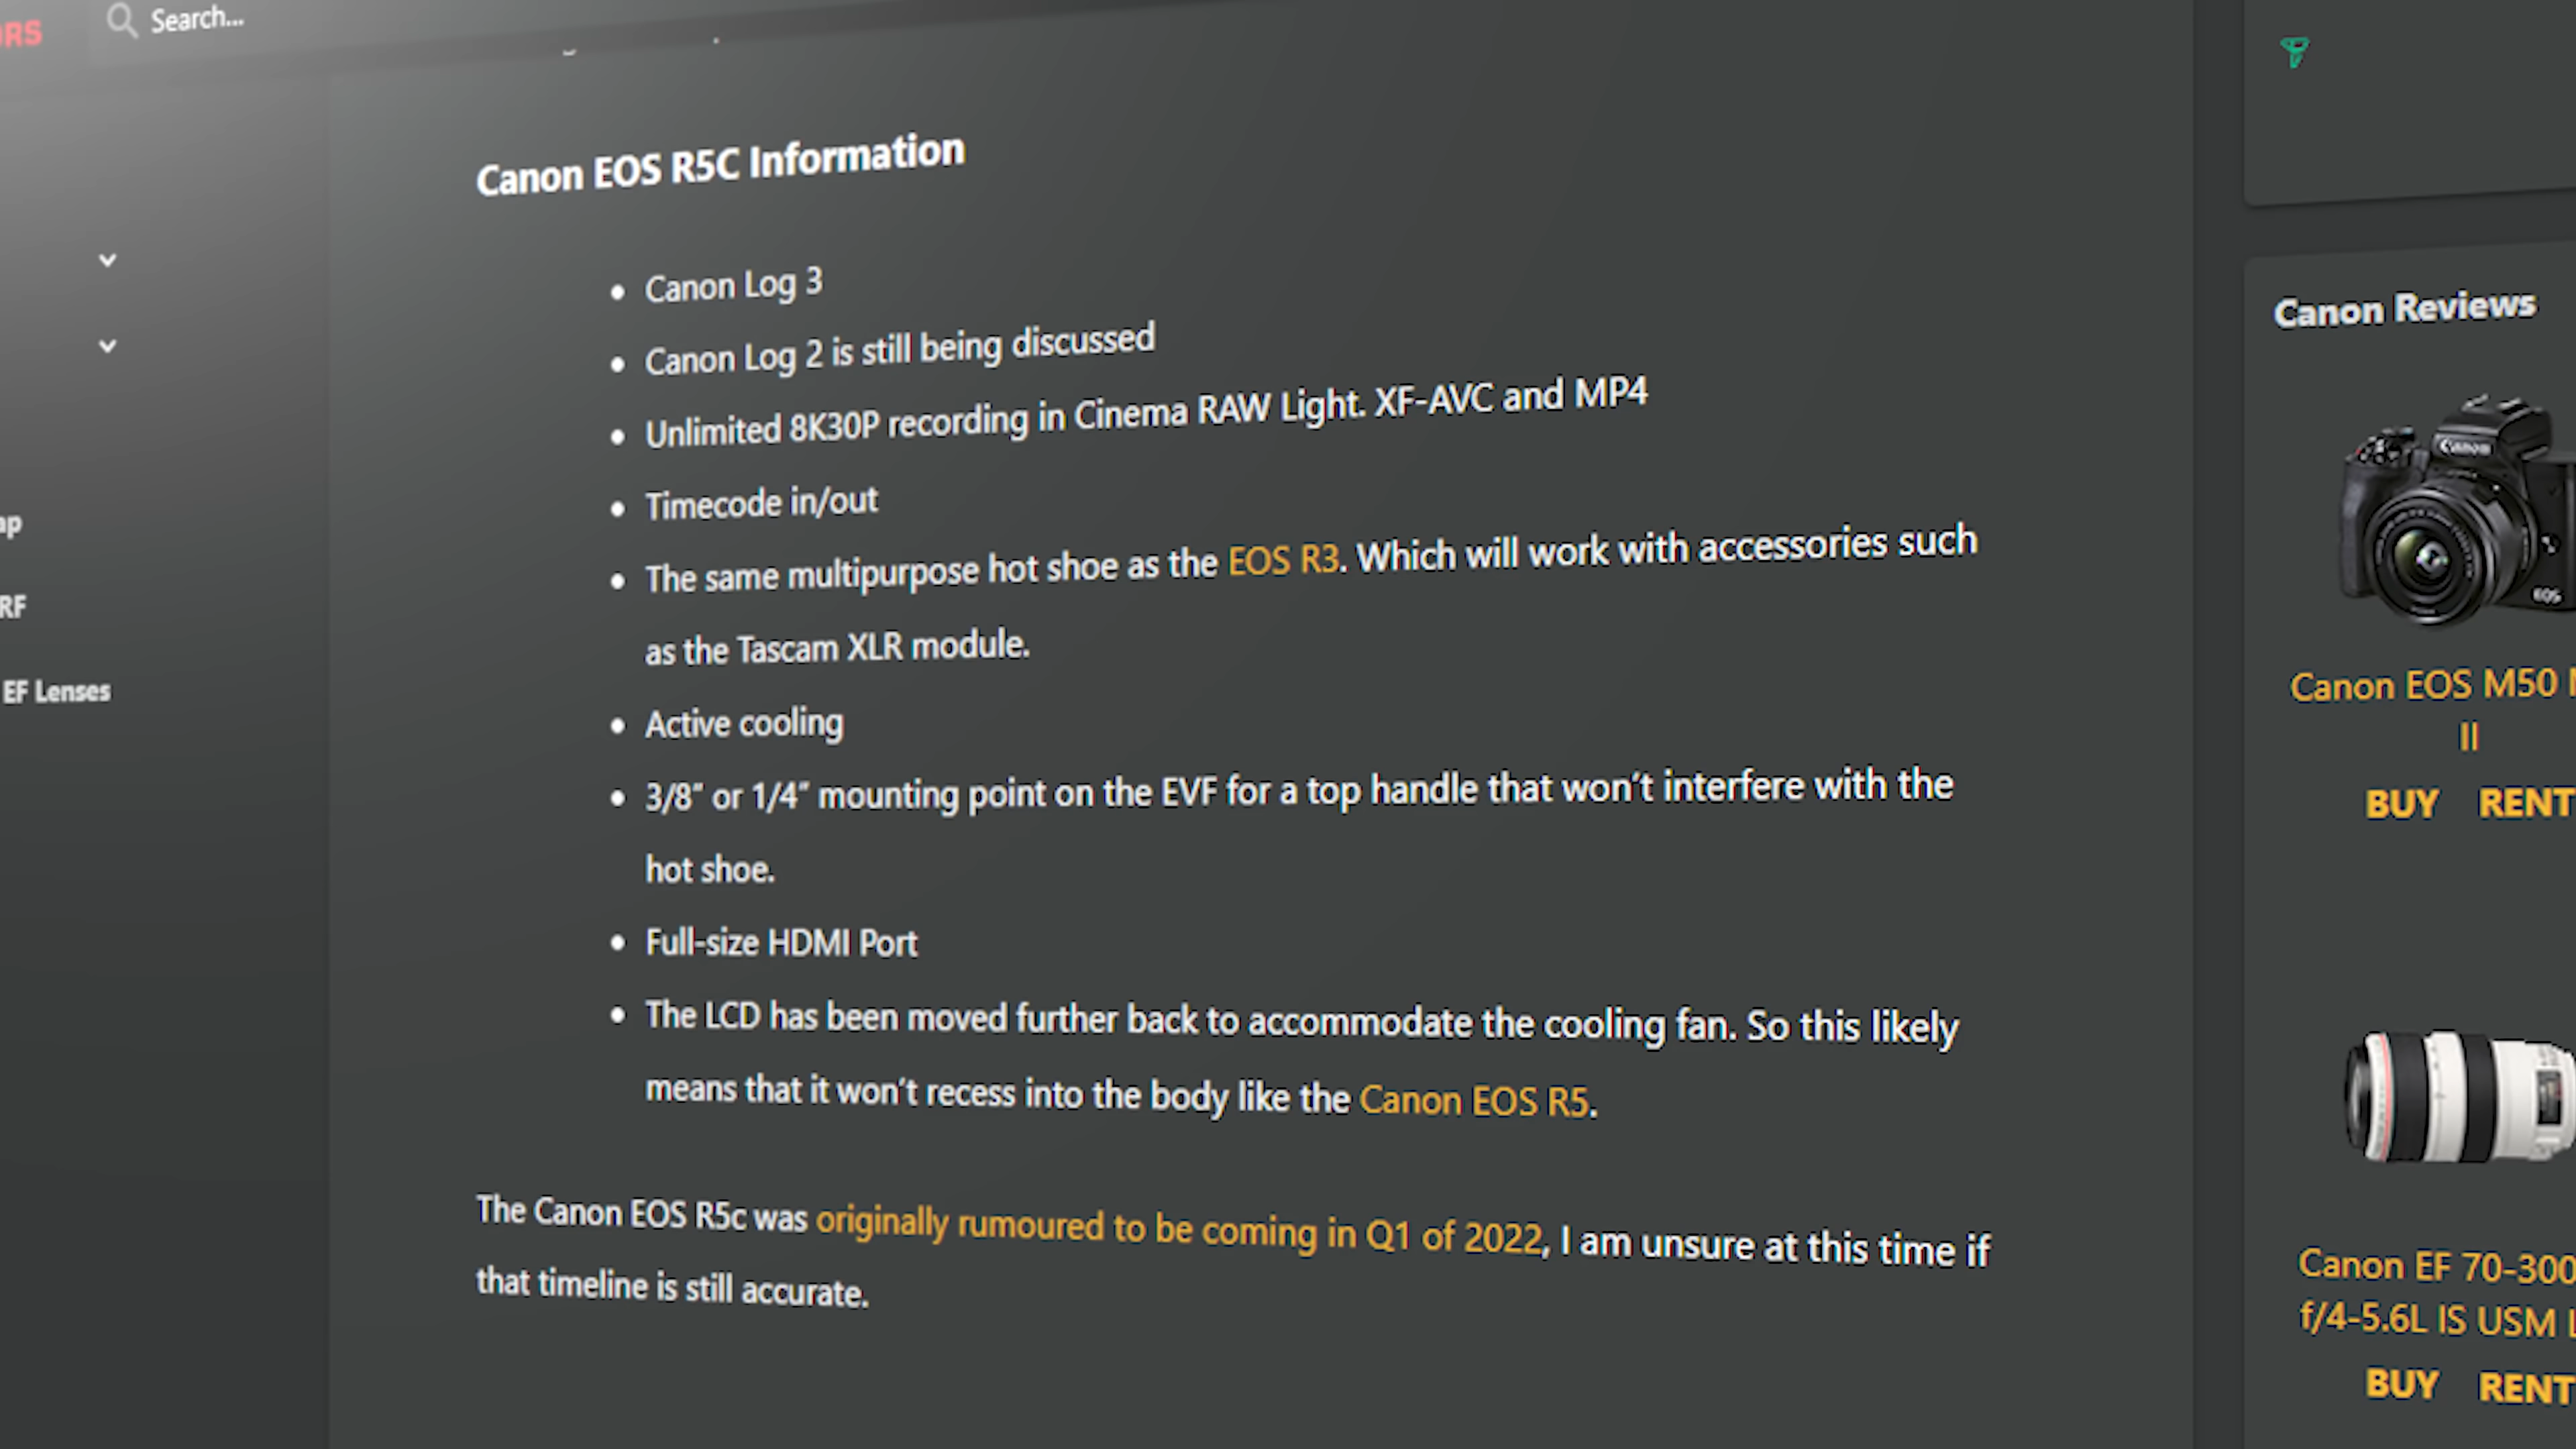 Search...
Canon EOS R5C Information
• Canon Log 3
• Canon Log 2 is still being discussed
• Unlimited 8K30P recording in Cinema RAW Light. XF-AVC and MP4
• Timecode in/out
• The same multipurpose hot shoe as the EOS R3. Which will work with accessories such
as the Tascam XLR module.
• Active cooling
• 3/8″ or 1/4″ mounting point on the EVF for a top handle that won’t interfere with the
hot shoe.
• Full-size HDMI Port
• The LCD has been moved further back to accommodate the cooling fan. So this likely
means that it won’t recess into the body like the Canon EOS R5.
The Canon EOS R5c was originally rumoured to be coming in Q1 of 2022, I am unsure at this time if
that timeline is still accurate.
RF
EF Lenses
Canon Reviews
Canon
EOS
Canon EOS M50
II
BUY RENT
Canon EF 70-300
f/4-5.6L IS USM
BUY RENT